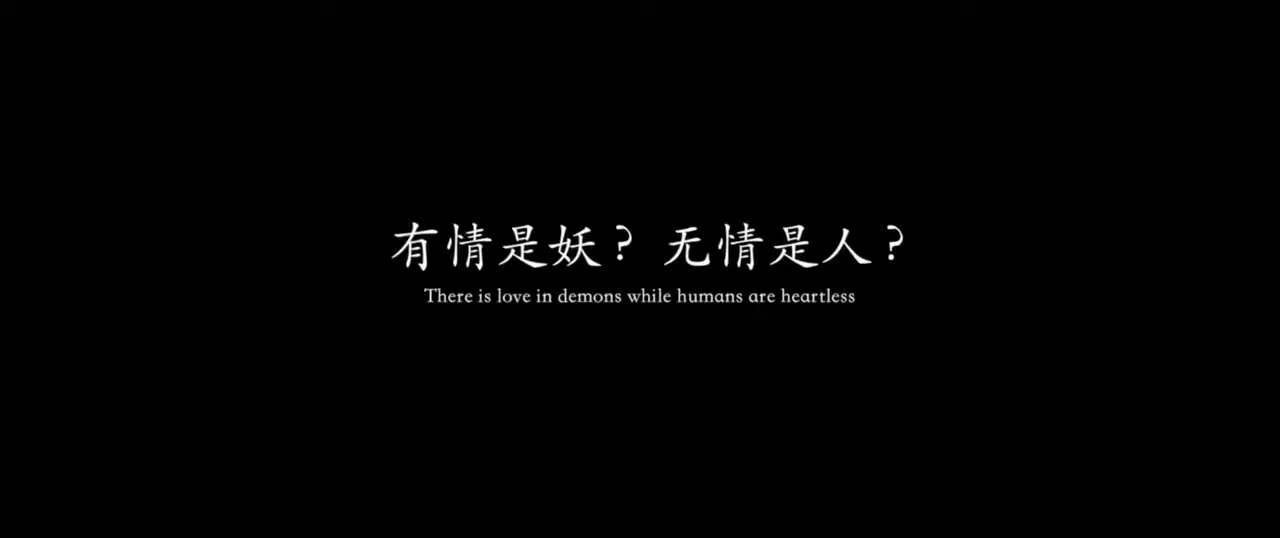 有情是妖？ 无情是人？
There is love in demons while humans are heartless